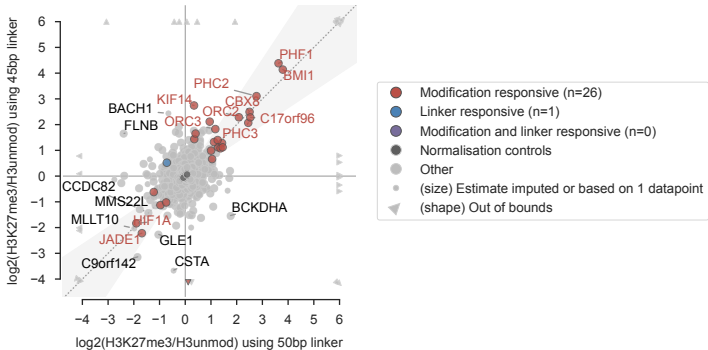 log2(H3K27me3/H3unmod) using 45bp linker
6
5
4
3
2
1
0
−1
−2
−3
−4
−4 −3 −2 −1 0 1 2 3 4 5 6
log2(H3K27me3/H3unmod) using 50bp linker
PHF1
BMI1
PHC2
KIF14
CBX8
BACH1
ORC2
C17orf96
FLNB
ORC3
PHC3
CCDC82
MMS22L
BCKDHA
MLLT10
HIF1A
JADE1
GLE1
C9orf142
CSTA
Modification responsive (n=26)
Linker responsive (n=1)
Modification and linker responsive (n=0)
Normalisation controls
Other
(size) Estimate imputed or based on 1 datapoint
(shape) Out of bounds